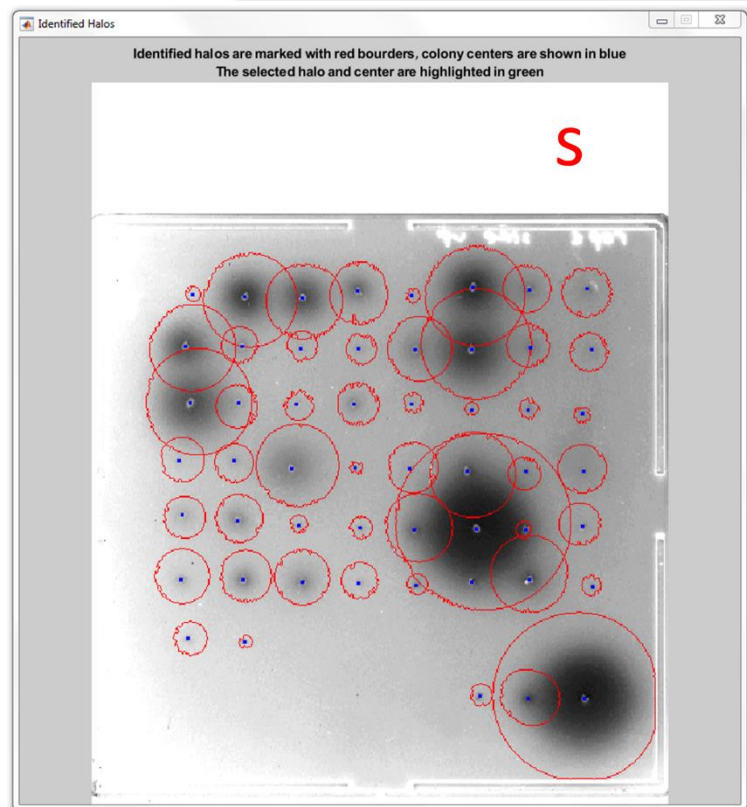 Identified Halos
Identified halos are marked with red bourders, colony centers are shown in blue
The selected halo and center are highlighted in green
S